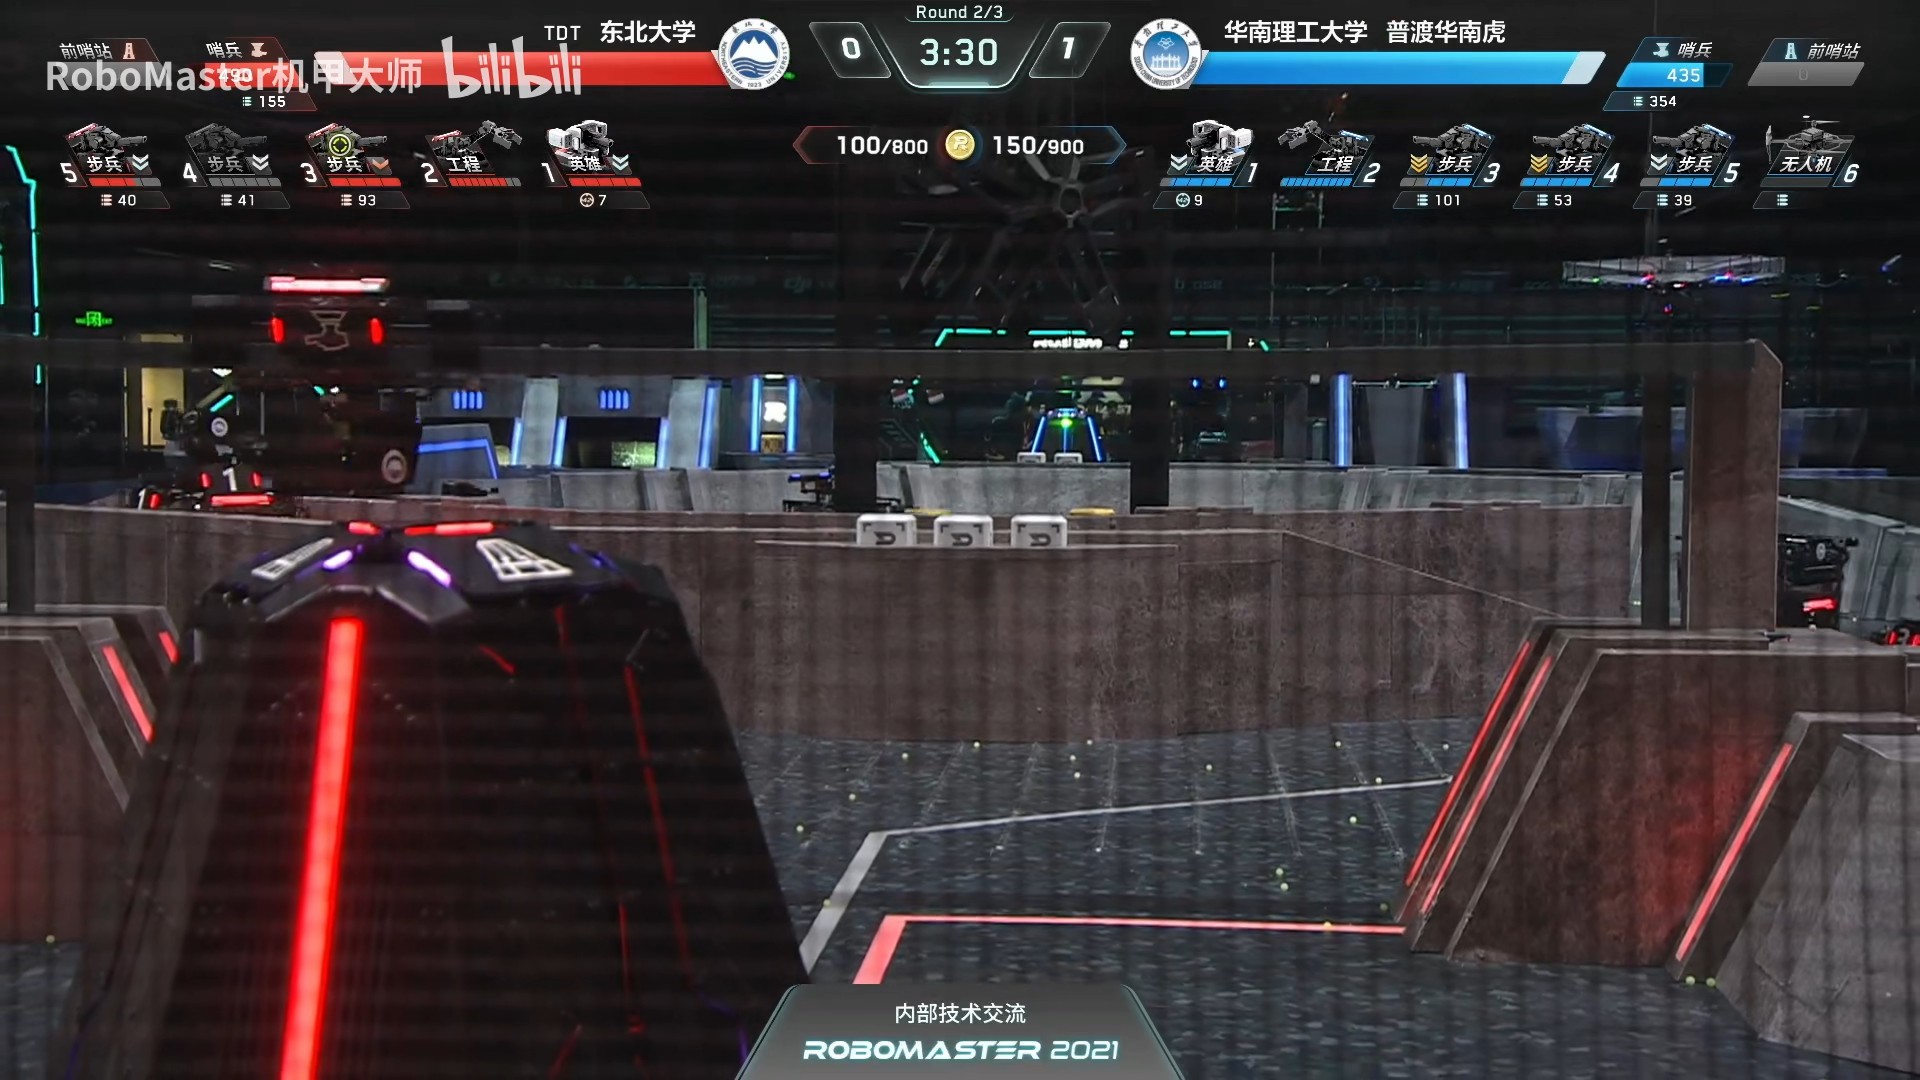 Round 2/3
TDT 东北大学
0
3:30
1
华南理工大学 普渡华南虎
前哨站
哨兵
490
155
RoboMaster机甲大师 bilibili
哨兵
435
354
前哨站
0
100/800
150/900
5 步兵
40
4 步兵
41
3 步兵
93
2 工程
1 英雄
7
英雄 1
9
工程 2
步兵 3
101
步兵 4
53
步兵 5
39
无人机 6
1
1
内部技术交流
ROBOMASTER 2021